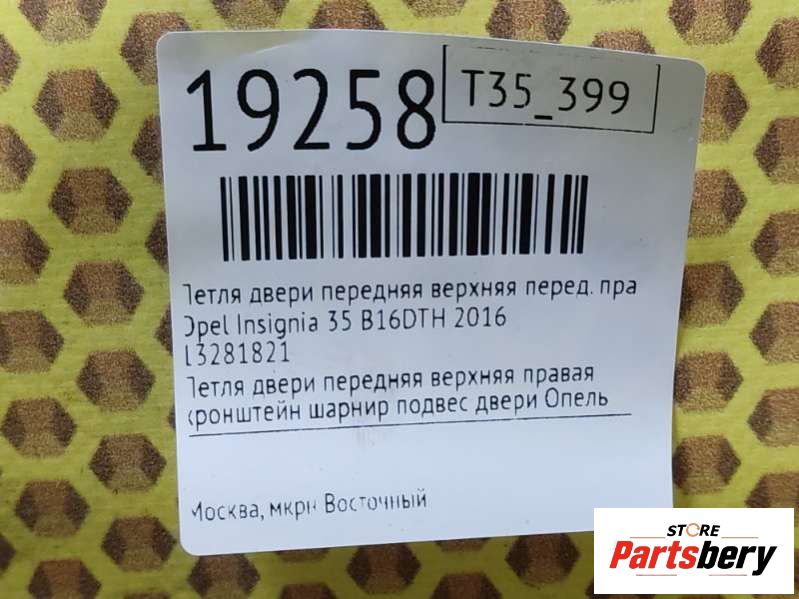 19258
T35_399
Петля двери передняя верхняя перед. пра
Opel Insignia 35 B16DTH 2016
13281821
Петля двери передняя верхняя правая
кронштейн шарнир подвес двери Опель
Москва, мкрн Восточный
STORE
Partsbery